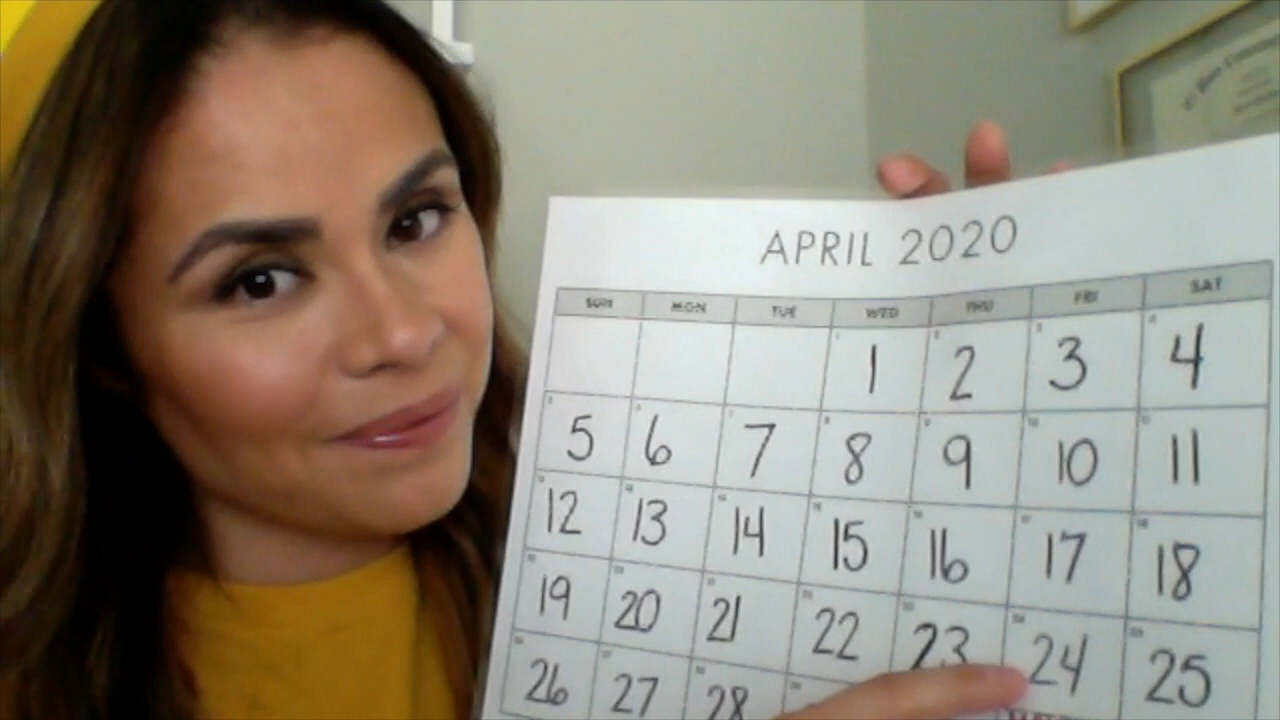 APRIL 2020
SUN MON TUE WED THU FRI SAT
1 2 3 4
5 6 7 8 9 10 11
12 13 14 15 16 17 18
19 20 21 22 23 24 25
26 27 28